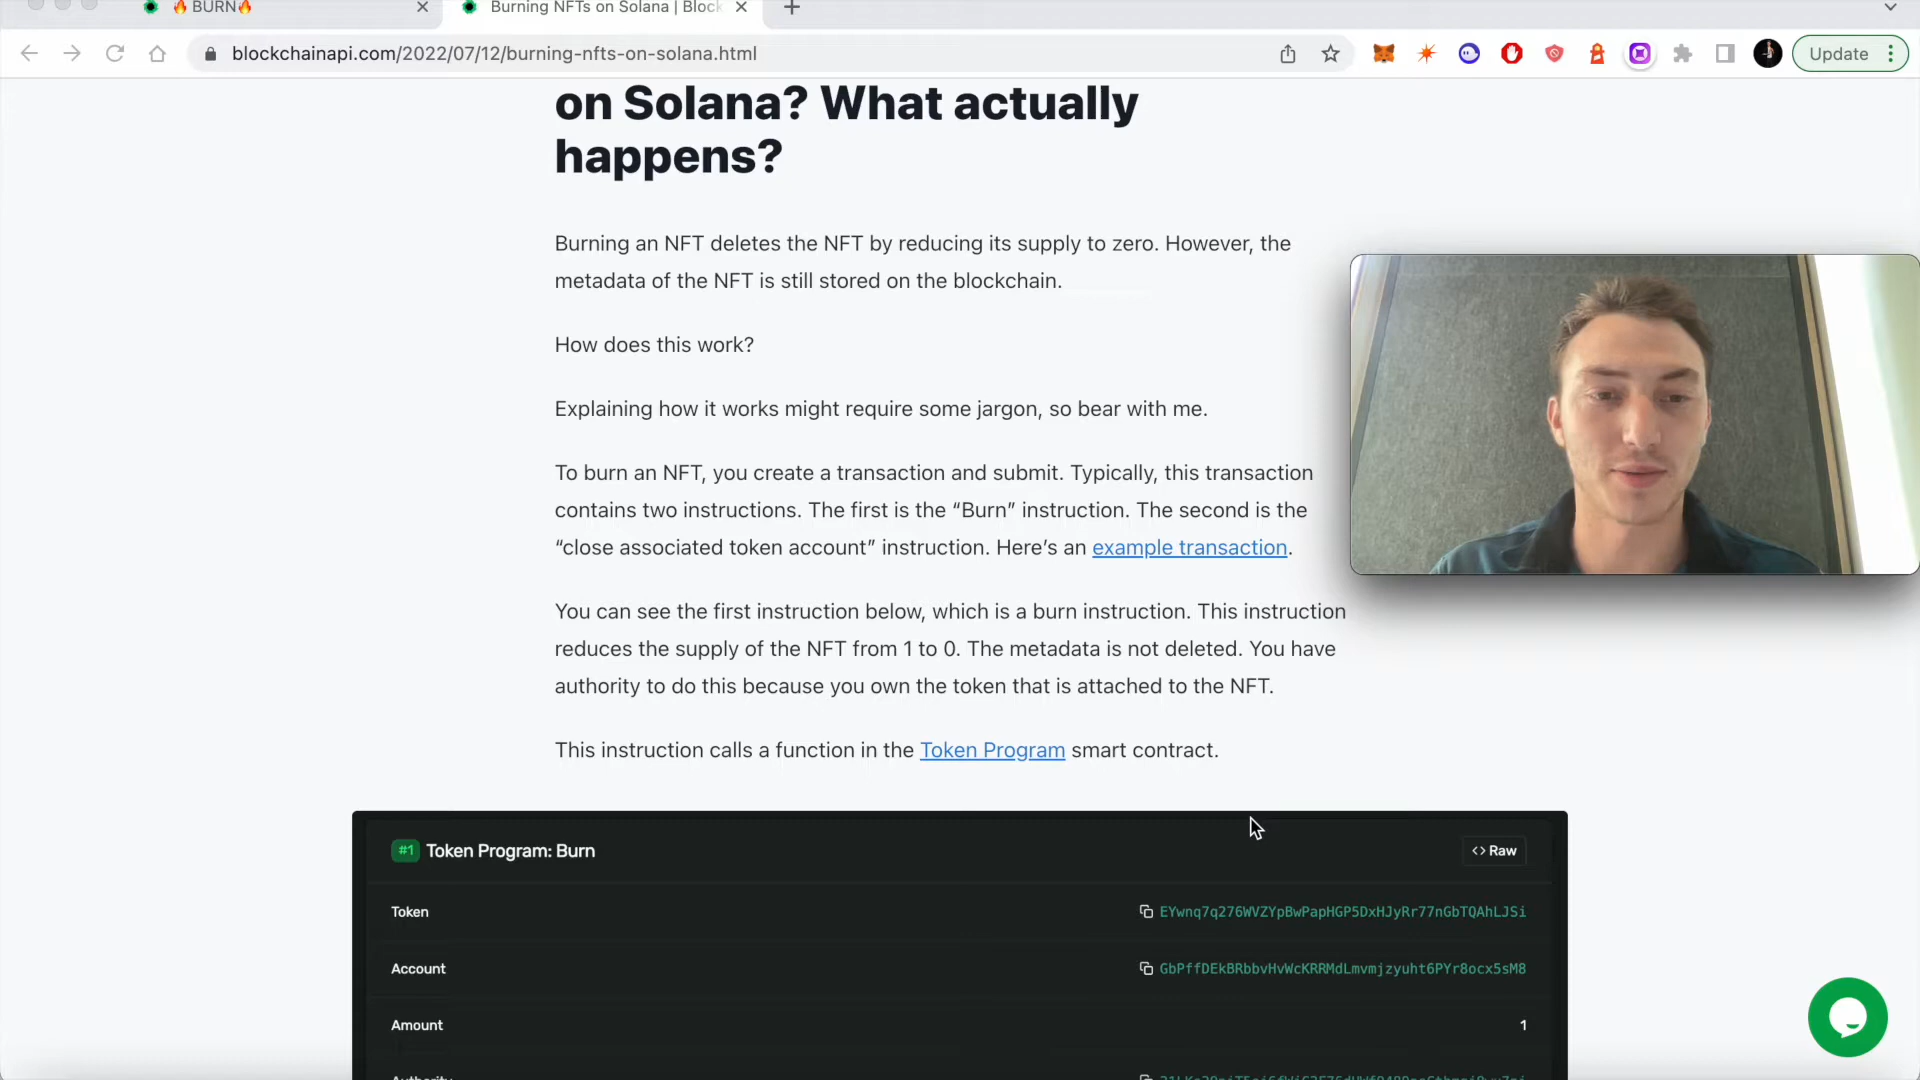 🔥 BURN🔥
Burning NFTs on Solana | Block
blockchainapi.com/2022/07/12/burning-nfts-on-solana.html
Update
on Solana? What actually
happens?
Burning an NFT deletes the NFT by reducing its supply to zero. However, the
metadata of the NFT is still stored on the blockchain.
How does this work?
Explaining how it works might require some jargon, so bear with me.
To burn an NFT, you create a transaction and submit. Typically, this transaction
contains two instructions. The first is the “Burn” instruction. The second is the
“close associated token account” instruction. Here’s an example transaction.
You can see the first instruction below, which is a burn instruction. This instruction
reduces the supply of the NFT from 1 to 0. The metadata is not deleted. You have
authority to do this because you own the token that is attached to the NFT.
This instruction calls a function in the Token Program smart contract.
#1 Token Program: Burn
<> Raw
Token
EYwnq7q276WVZYpBwPapHGP5DxHJyRr77nGbTQAhLJSi
Account
GbPffDEkBRbbvHvWcKRRMdLmvmjzyuht6PYr8ocx5sM8
Amount
1